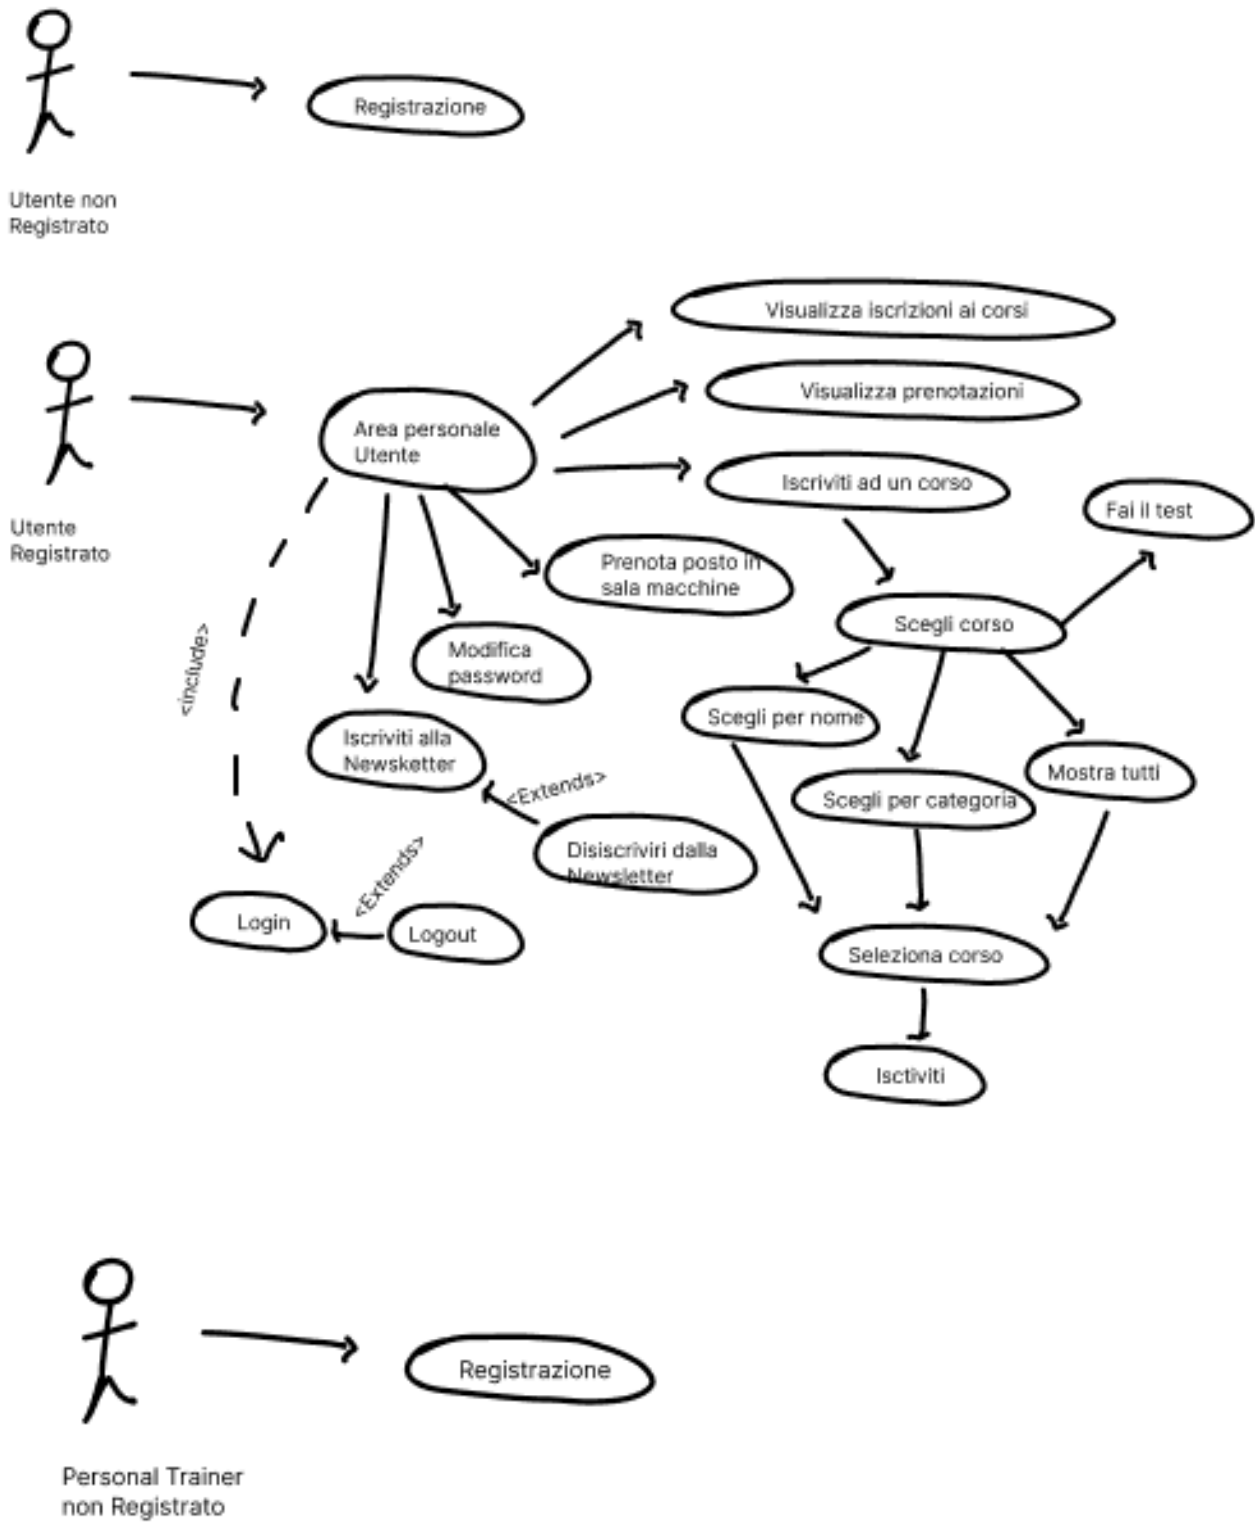 Registrazione
Utente non
Registrato
Visualizza iscrizioni ai corsi
Visualizza prenotazioni
Area personale
Utente
Iscriviti ad un corso
Fai il test
Utente
Registrato
Prenota posto in
sala macchine
Scegli corso
<include>
Modifica
password
Scegli per nome
Iscriviti alla
Newsketter
Mostra tutti
<Extends>
Scegli per categoria
Disiscriviri dalla
Newsletter
<Extends>
Login
Logout
Seleziona corso
Isctiviti
Registrazione
Personal Trainer
non Registrato